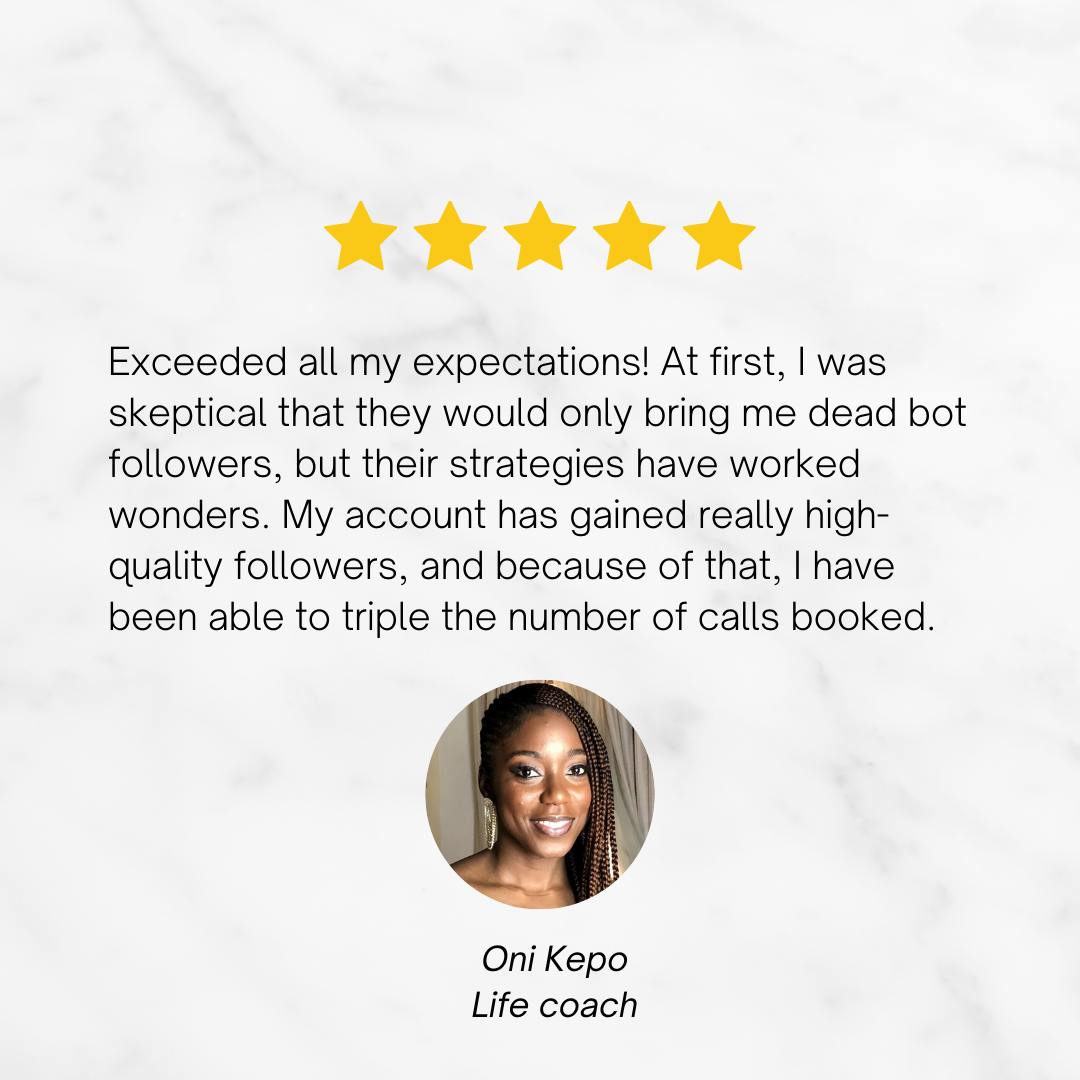 Exceeded all my expectations! At first, I was
skeptical that they would only bring me dead bot
followers, but their strategies have worked
wonders. My account has gained really high-
quality followers, and because of that, I have
been able to triple the number of calls booked.
Oni Kepo
Life coach